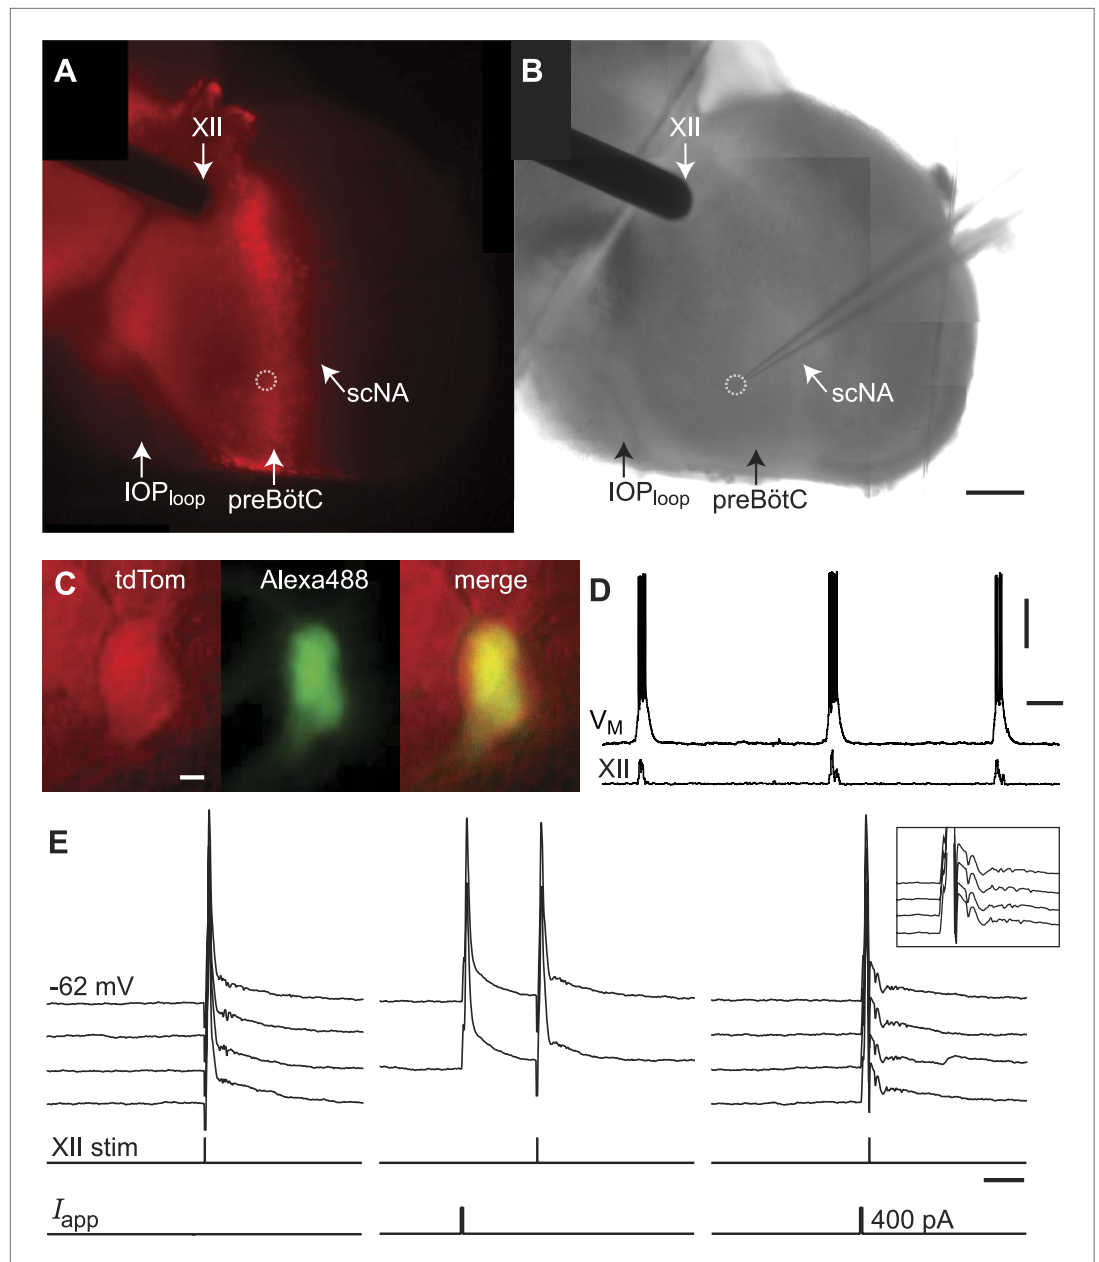 A
XII
scNA
IOPloop
preBötC
B
XII
scNA
IOPloop
preBötC
C
tdTom
Alexa488
merge
D
VM
XII
E
-62 mV
XII stim
Iapp
400 pA